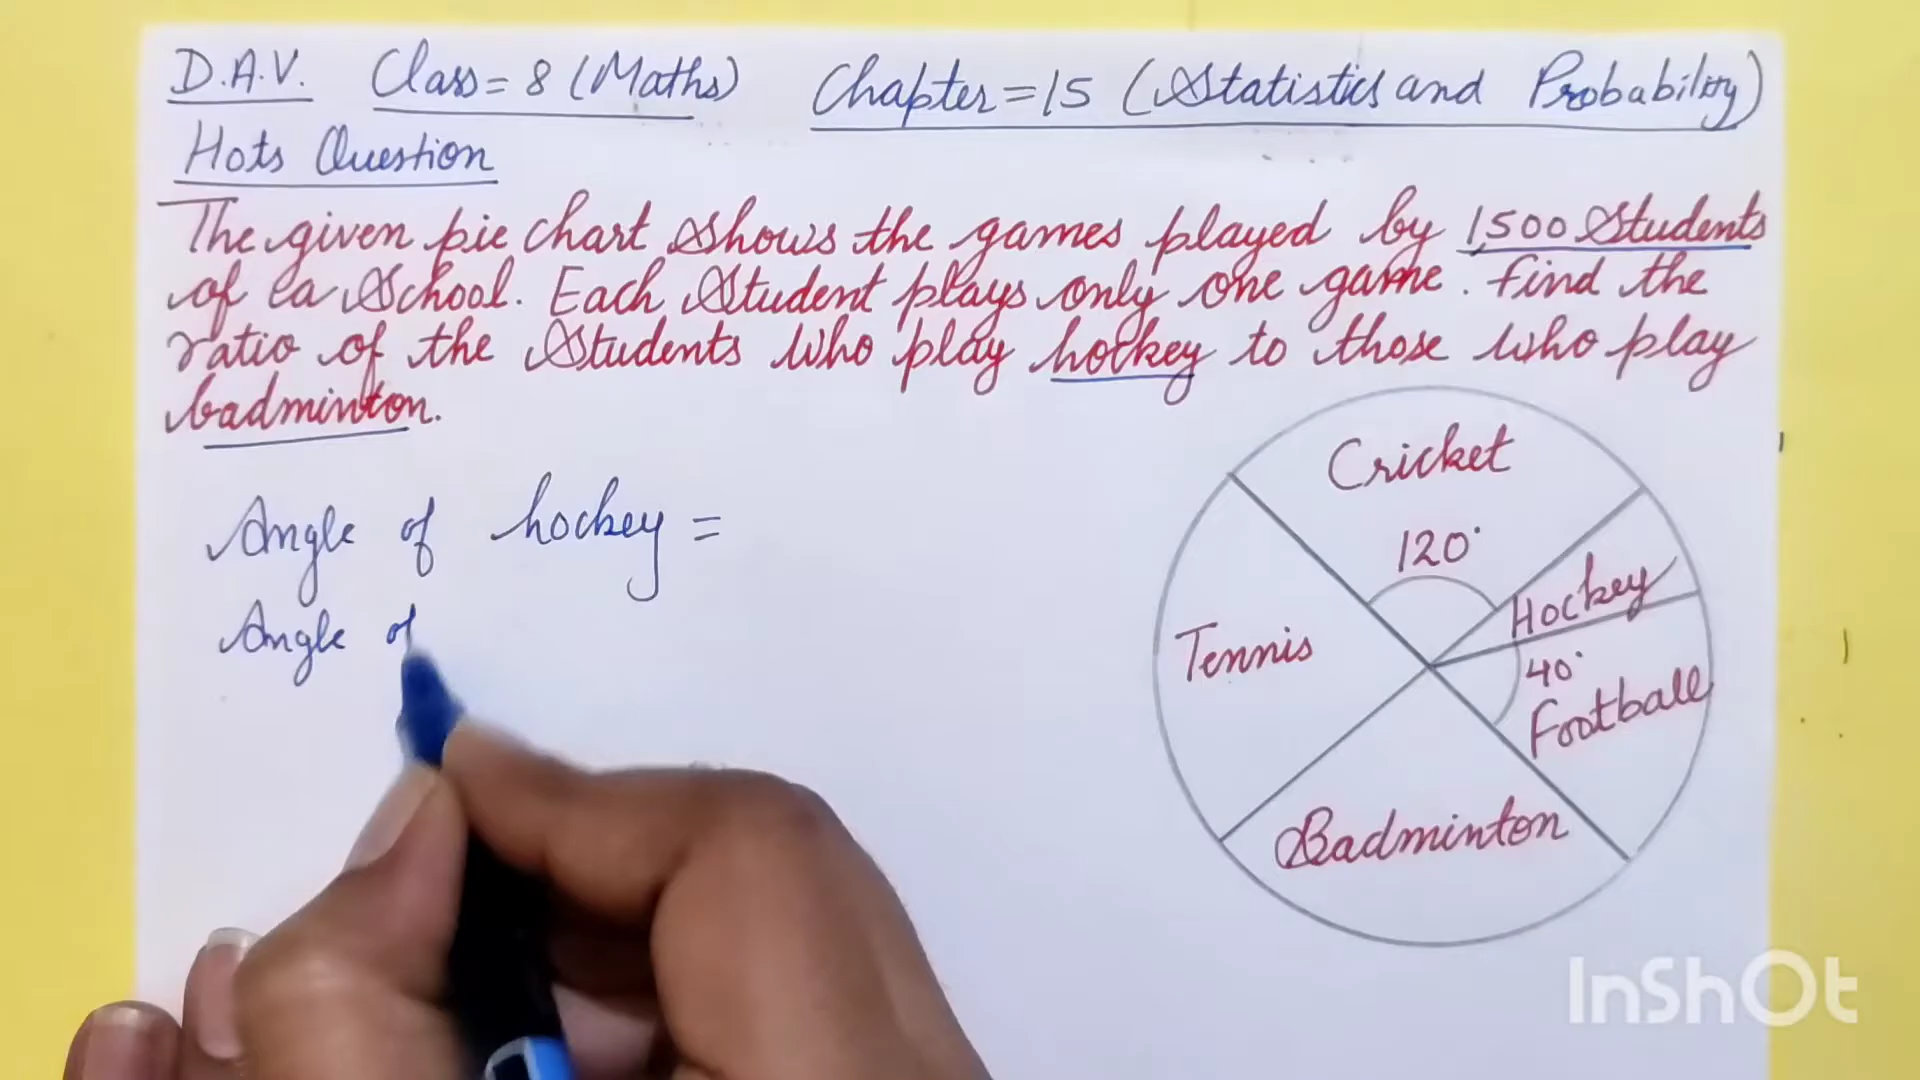 D.A.V. Class = 8 (Maths) Chapter = 15 (Statistics and Probability)
Hots Question
The given pie chart shows the games played by 1500 Students
of a School. Each Student plays only one game. Find the
ratio of the Students who play hockey to those who play
badminton.
Angle of hockey =
Angle of
Cricket
120°
Hockey
40°
Football
Tennis
Badminton
InShOt